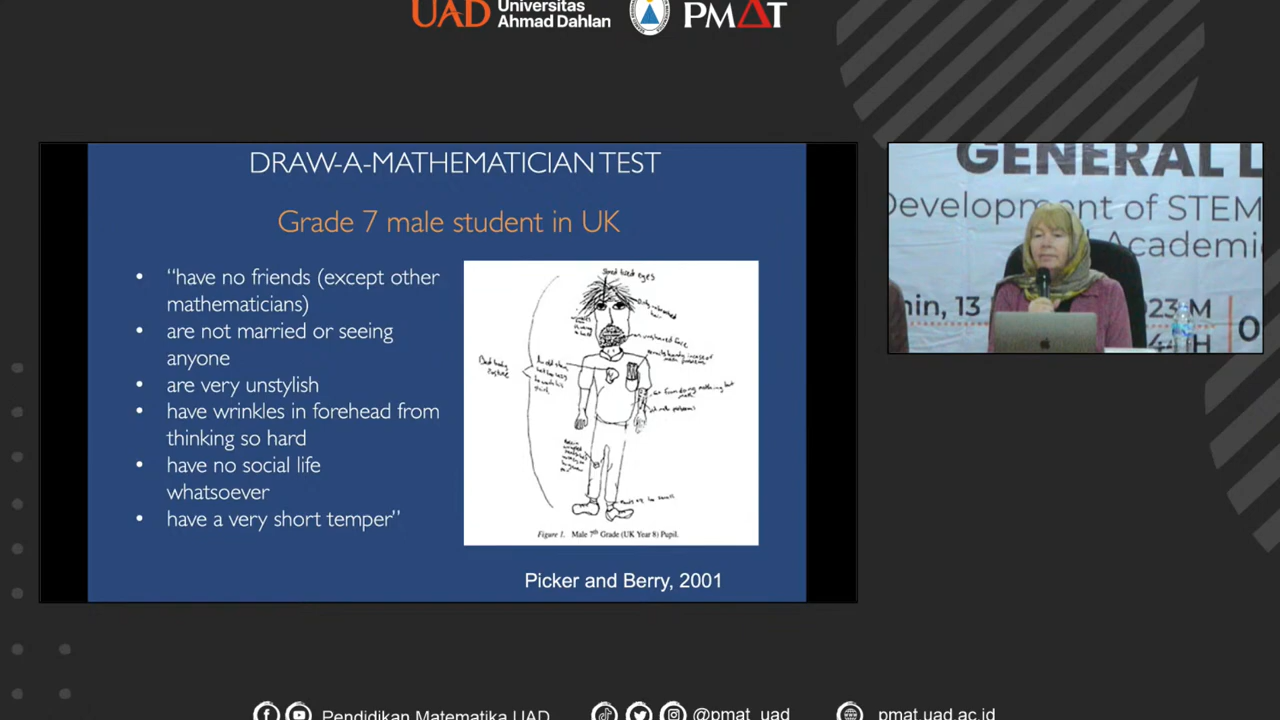 UAD Universitas
Ahmad Dahlan
PMAT
DRAW-A-MATHEMATICIAN TEST
Grade 7 male student in UK
• “have no friends (except other
mathematicians)
• are not married or seeing
anyone
• are very unstylish
• have wrinkles in forehead from
thinking so hard
• have no social life
whatsoever
• have a very short temper”
Figure 1. Male 7th Grade (UK Year 8) Pupil.
Picker and Berry, 2001
GENERAL
Development of STEM
Academic
13
2023 M
Pendidikan Matematika UAD
@pmat_uad
pmat.uad.ac.id